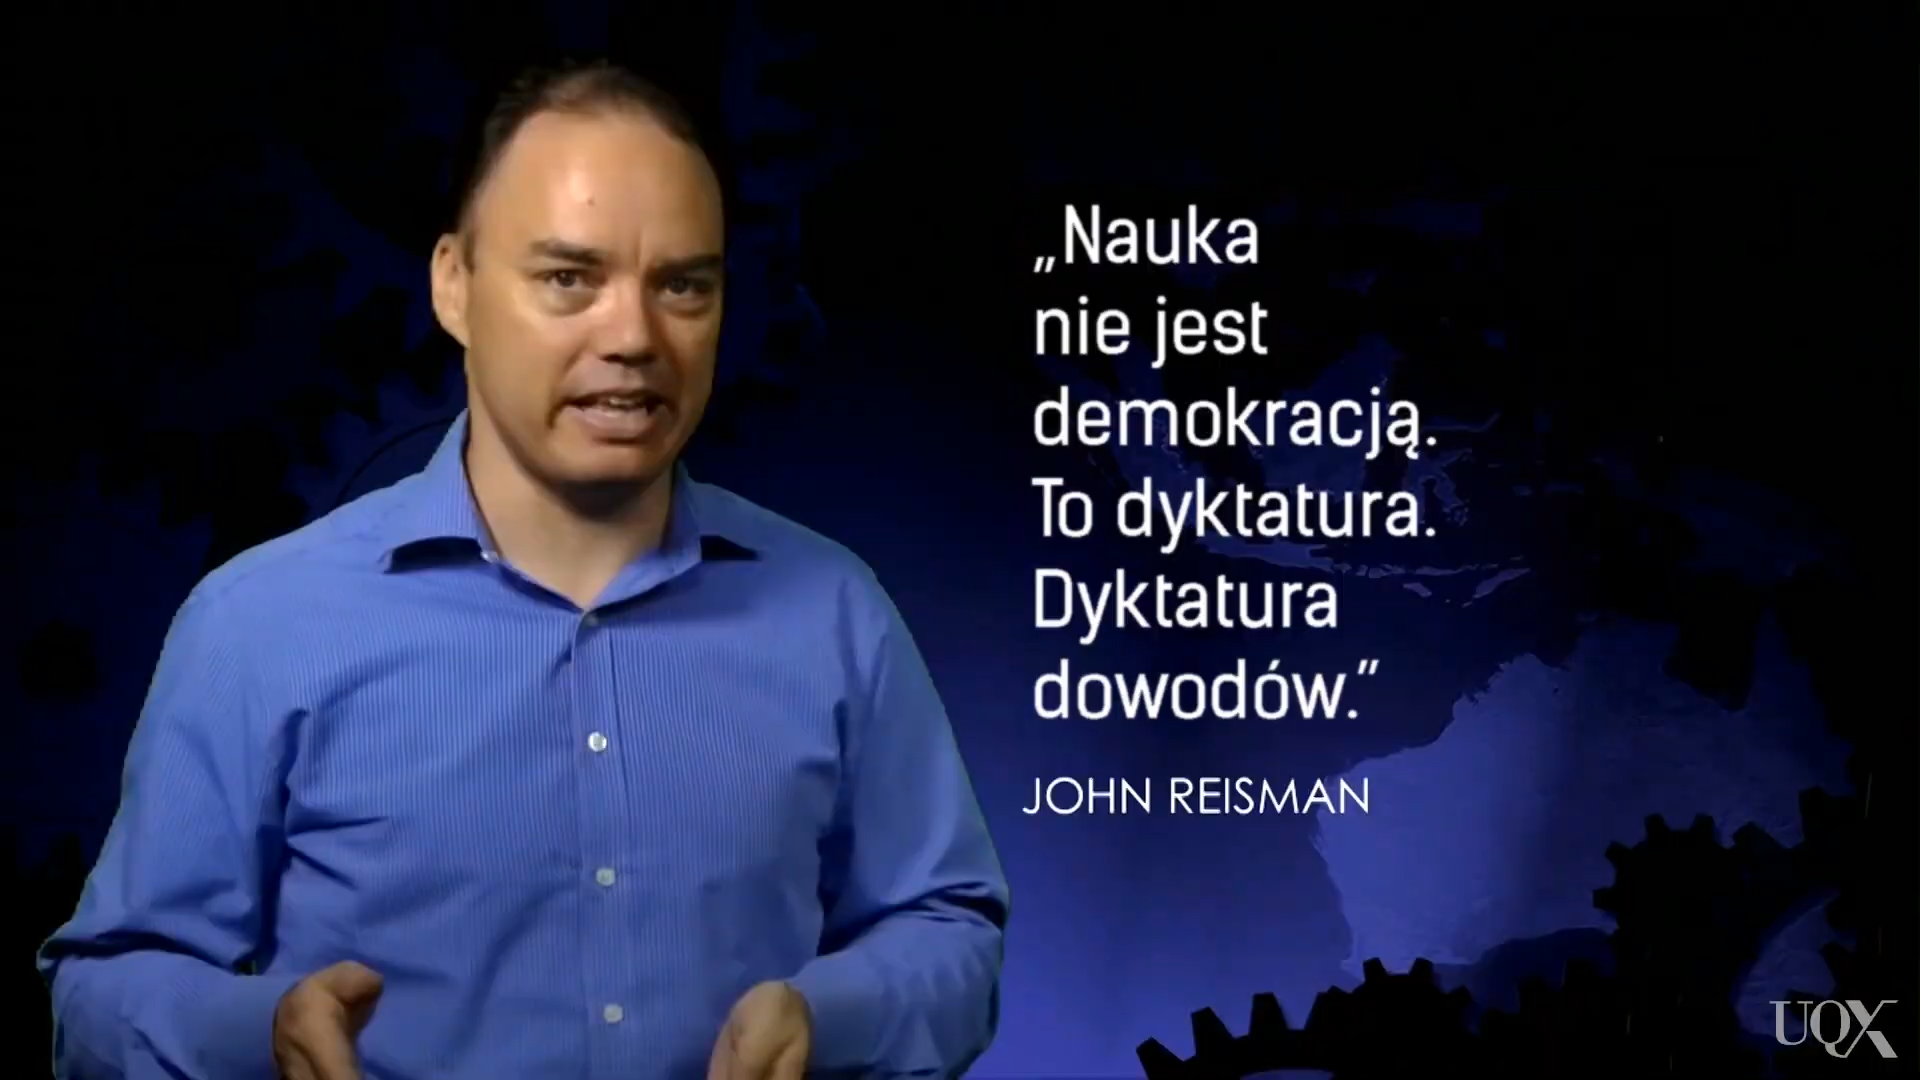 „Nauka
nie jest
demokracją.
To dyktatura.
Dyktatura
dowodów.”
JOHN REISMAN
UQX